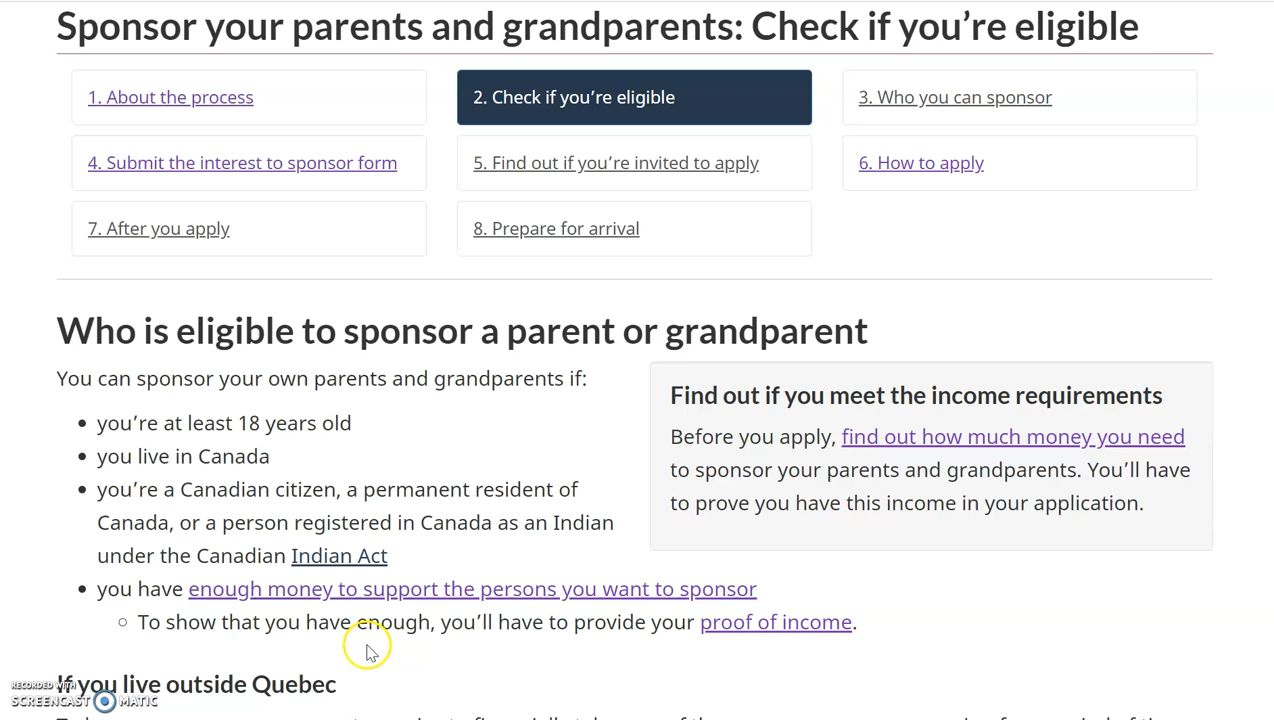 Sponsor your parents and grandparents: Check if you’re eligible
1. About the process
2. Check if you’re eligible
3. Who you can sponsor
4. Submit the interest to sponsor form
5. Find out if you’re invited to apply
6. How to apply
7. After you apply
8. Prepare for arrival
Who is eligible to sponsor a parent or grandparent
You can sponsor your own parents and grandparents if:
you’re at least 18 years old
you live in Canada
you’re a Canadian citizen, a permanent resident of
Canada, or a person registered in Canada as an Indian
under the Canadian Indian Act
you have enough money to support the persons you want to sponsor
To show that you have enough, you’ll have to provide your proof of income.
Find out if you meet the income requirements
Before you apply, find out how much money you need
to sponsor your parents and grandparents. You’ll have
to prove you have this income in your application.
If you live outside Quebec
RECORDED WITH
SCREENCAST MATIC